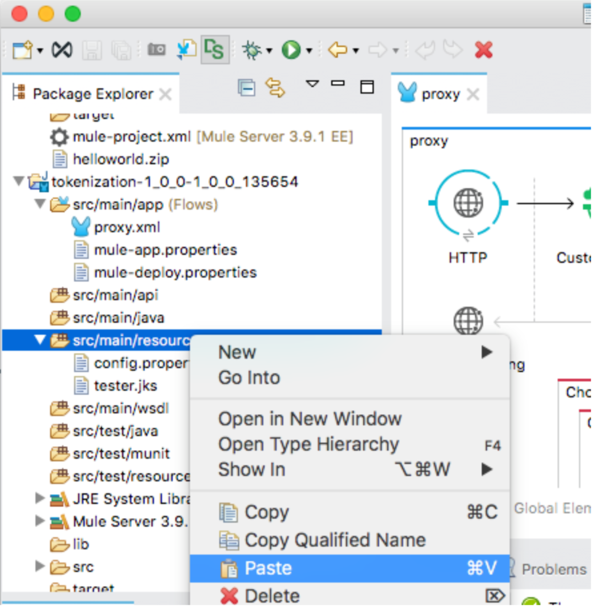 Package Explorer
proxy
target
mule-project.xml [Mule Server 3.9.1 EE]
helloworld.zip
tokenization-1_0_0-1_0_0_135654
src/main/app (Flows)
proxy.xml
mule-app.properties
mule-deploy.properties
src/main/api
src/main/java
src/main/resourc
config.proper
tester.jks
src/main/wsdl
src/test/java
src/test/munit
src/test/resource
JRE System Libra
Mule Server 3.9.
lib
src
target
New
Go Into
Open in New Window
Open Type Hierarchy F4
Show In ⌥⌘W
Copy ⌘C
Copy Qualified Name
Paste ⌘V
Delete ⌦
proxy
HTTP
Custo
ng
Cho
Global Elem
Problems